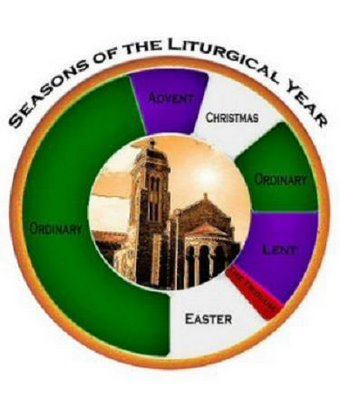 SEASONS OF THE LITURGICAL YEAR
ADVENT
CHRISTMAS
ORDINARY
LENT
EASTER
ORDINARY